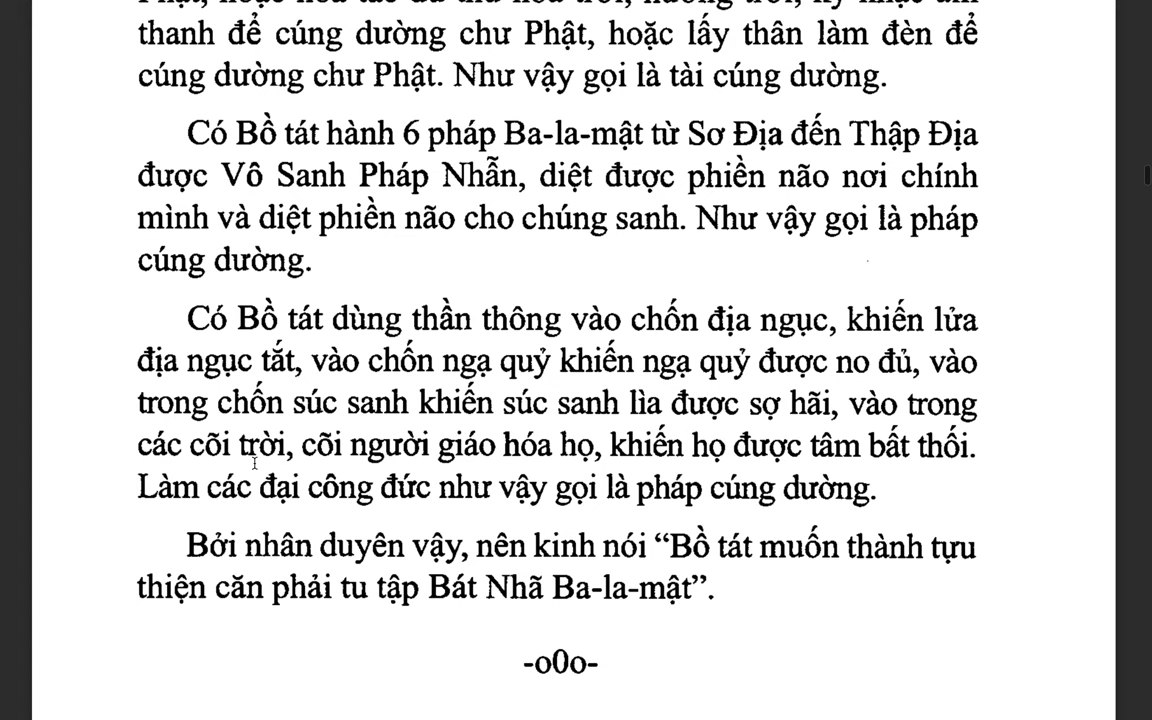 thanh để cúng dường chư Phật, hoặc lấy thân làm đèn để
cúng dường chư Phật. Như vậy gọi là tài cúng dường.
Có Bồ tát hành 6 pháp Ba-la-mật từ Sơ Địa đến Thập Địa
được Vô Sanh Pháp Nhẫn, diệt được phiền não nơi chính
mình và diệt phiền não cho chúng sanh. Như vậy gọi là pháp
cúng dường.
Có Bồ tát dùng thần thông vào chốn địa ngục, khiến lửa
địa ngục tắt, vào chốn ngạ quỷ khiến ngạ quỷ được no đủ, vào
trong chốn súc sanh khiến súc sanh lìa được sợ hãi, vào trong
các cõi trời, cõi người giáo hóa họ, khiến họ được tâm bất thối.
Làm các đại công đức như vậy gọi là pháp cúng dường.
Bởi nhân duyên vậy, nên kinh nói “Bồ tát muốn thành tựu
thiện căn phải tu tập Bát Nhã Ba-la-mật”.
-o0o-